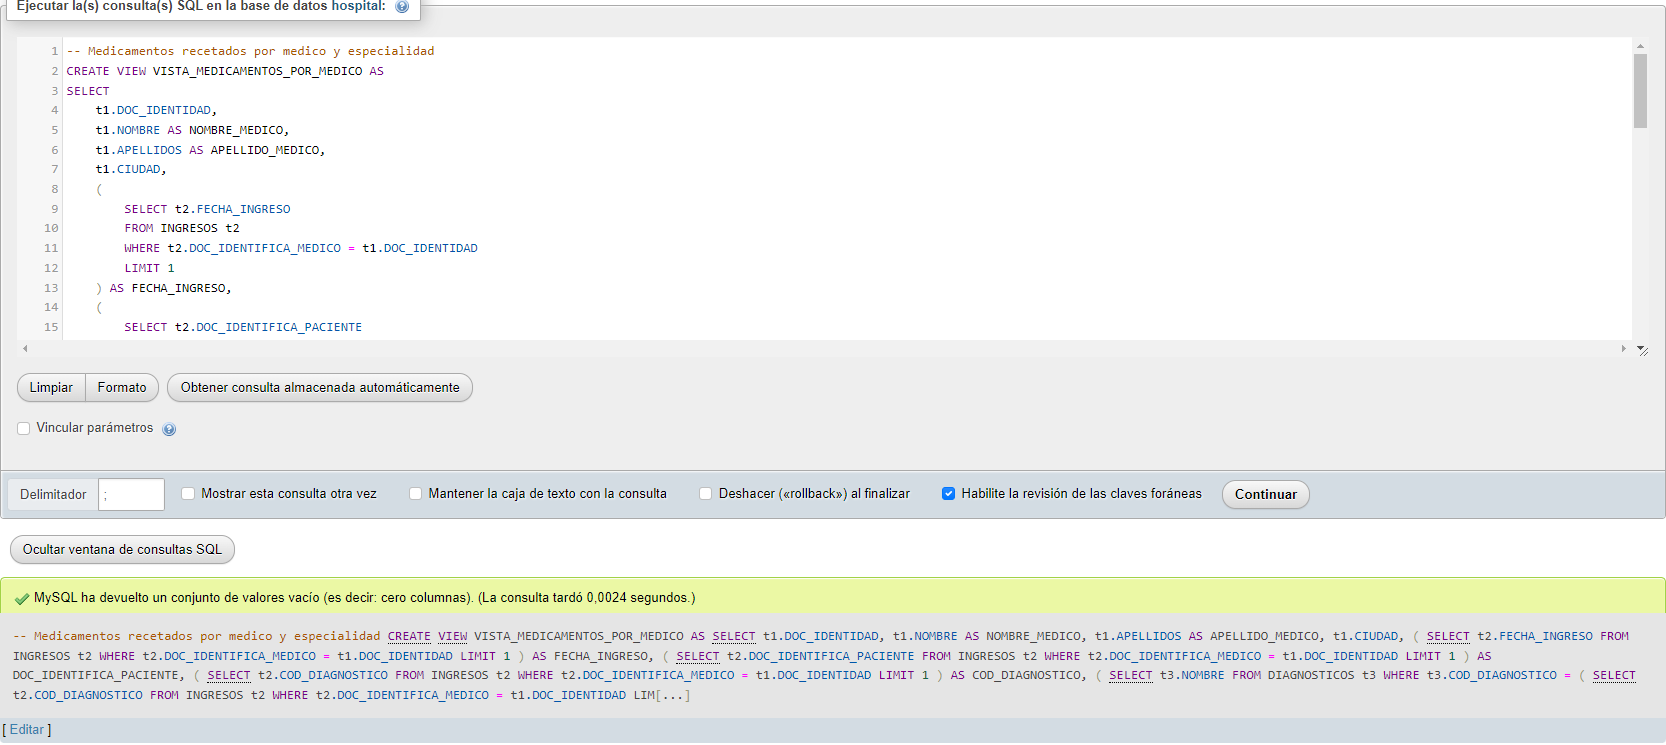 Ejecutar la(s) consulta(s) SQL en la base de datos hospital:
1 -- Medicamentos recetados por medico y especialidad
2 CREATE VIEW VISTA_MEDICAMENTOS_POR_MEDICO AS
3 SELECT
4 t1.DOC_IDENTIDAD,
5 t1.NOMBRE AS NOMBRE_MEDICO,
6 t1.APELLIDOS AS APELLIDO_MEDICO,
7 t1.CIUDAD,
8 (
9 SELECT t2.FECHA_INGRESO
10 FROM INGRESOS t2
11 WHERE t2.DOC_IDENTIFICA_MEDICO = t1.DOC_IDENTIDAD
12 LIMIT 1
13 ) AS FECHA_INGRESO,
14 (
15 SELECT t2.DOC_IDENTIFICA_PACIENTE
Limpiar Formato Obtener consulta almacenada automáticamente
Vincular parámetros
Delimitador ; Mostrar esta consulta otra vez Mantener la caja de texto con la consulta Deshacer («rollback») al finalizar Habilite la revisión de las claves foráneas Continuar
Ocultar ventana de consultas SQL
MySQL ha devuelto un conjunto de valores vacío (es decir: cero columnas). (La consulta tardó 0,0024 segundos.)
-- Medicamentos recetados por medico y especialidad CREATE VIEW VISTA_MEDICAMENTOS_POR_MEDICO AS SELECT t1.DOC_IDENTIDAD, t1.NOMBRE AS NOMBRE_MEDICO, t1.APELLIDOS AS APELLIDO_MEDICO, t1.CIUDAD, ( SELECT t2.FECHA_INGRESO FROM
INGRESOS t2 WHERE t2.DOC_IDENTIFICA_MEDICO = t1.DOC_IDENTIDAD LIMIT 1 ) AS FECHA_INGRESO, ( SELECT t2.DOC_IDENTIFICA_PACIENTE FROM INGRESOS t2 WHERE t2.DOC_IDENTIFICA_MEDICO = t1.DOC_IDENTIDAD LIMIT 1 ) AS
DOC_IDENTIFICA_PACIENTE, ( SELECT t2.COD_DIAGNOSTICO FROM INGRESOS t2 WHERE t2.DOC_IDENTIFICA_MEDICO = t1.DOC_IDENTIDAD LIMIT 1 ) AS COD_DIAGNOSTICO, ( SELECT t3.NOMBRE FROM DIAGNOSTICOS t3 WHERE t3.COD_DIAGNOSTICO = ( SELECT
t2.COD_DIAGNOSTICO FROM INGRESOS t2 WHERE t2.DOC_IDENTIFICA_MEDICO = t1.DOC_IDENTIDAD LIM[...]
[ Editar ]